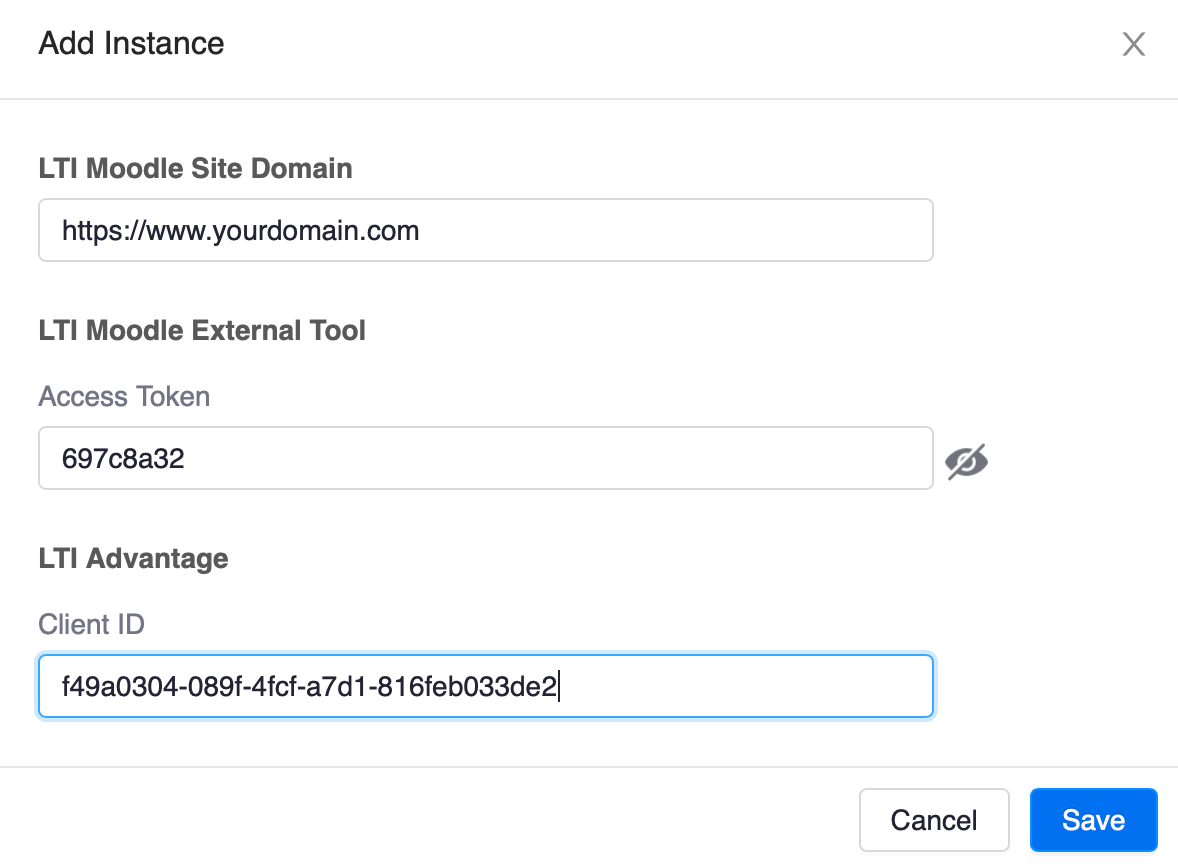 Add Instance
LTI Moodle Site Domain
https://www.yourdomain.com
LTI Moodle External Tool
Access Token
697c8a32
LTI Advantage
Client ID
f49a0304-089f-4fcf-a7d1-816feb033de2
Cancel Save